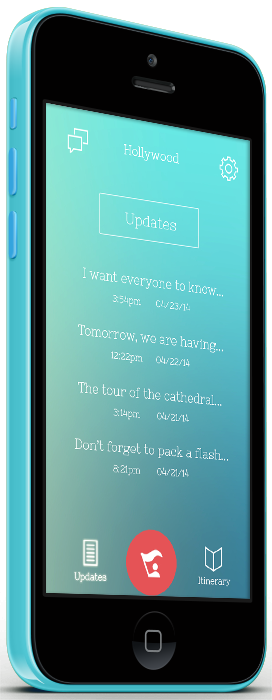 Hollywood
Updates
I want everyone to know...
3:54pm 04/23/14
Tomorrow, we are having...
12:22pm 04/22/14
The tour of the cathedral...
3:14pm 04/21/14
Don't forget to pack a flash...
8:21pm 04/21/14
Updates
Itinerary